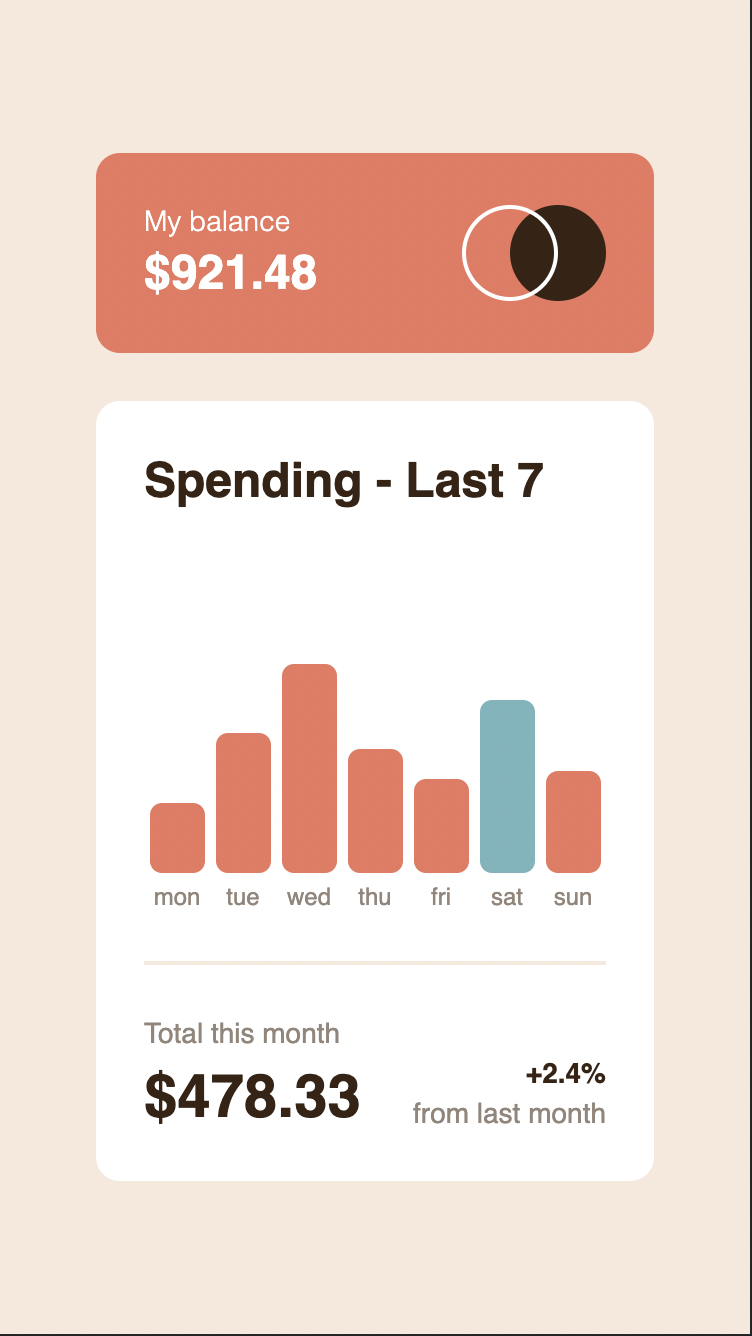 My balance
$921.48
Spending - Last 7
mon tue wed thu fri sat sun
Total this month
$478.33
+2.4%
from last month